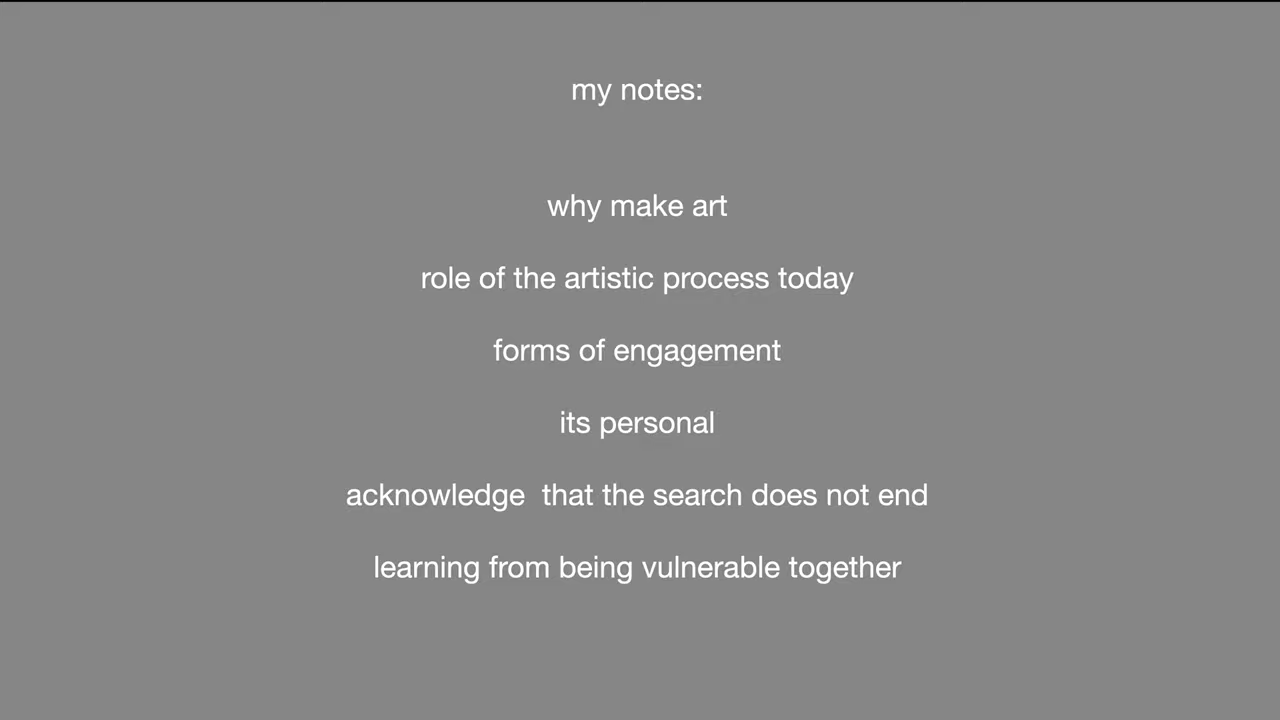 my notes:
why make art
role of the artistic process today
forms of engagement
its personal
acknowledge  that the search does not end
learning from being vulnerable together